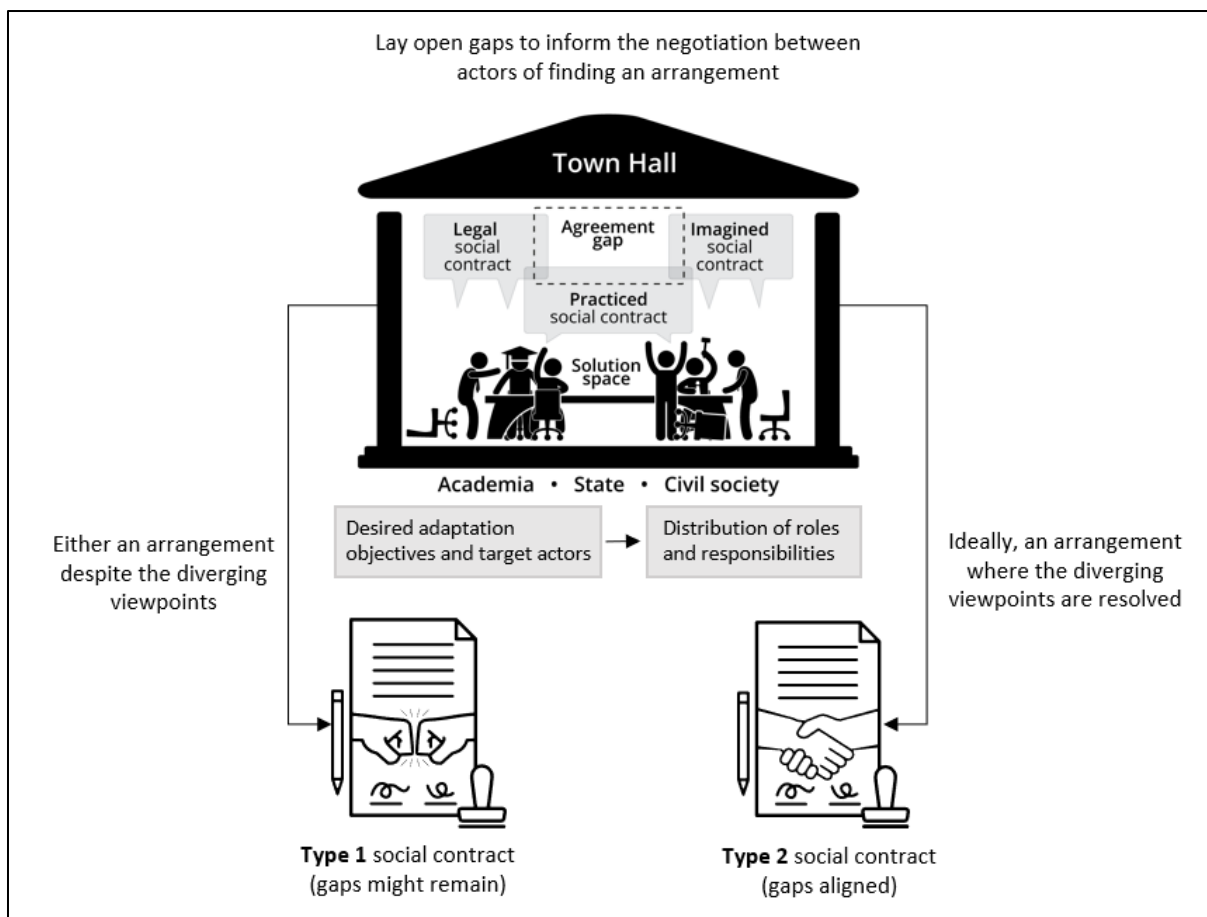 Lay open gaps to inform the negotiation between
actors of finding an arrangement
Town Hall
Legal
social
contract
Agreement
gap
Imagined
social
contract
Practiced
social contract
Solution
space
Academia • State • Civil society
Desired adaptation
objectives and target actors
Distribution of roles
and responsibilities
Either an arrangement
despite the diverging
viewpoints
Ideally, an arrangement
where the diverging
viewpoints are resolved
Type 1 social contract
(gaps might remain)
Type 2 social contract
(gaps aligned)